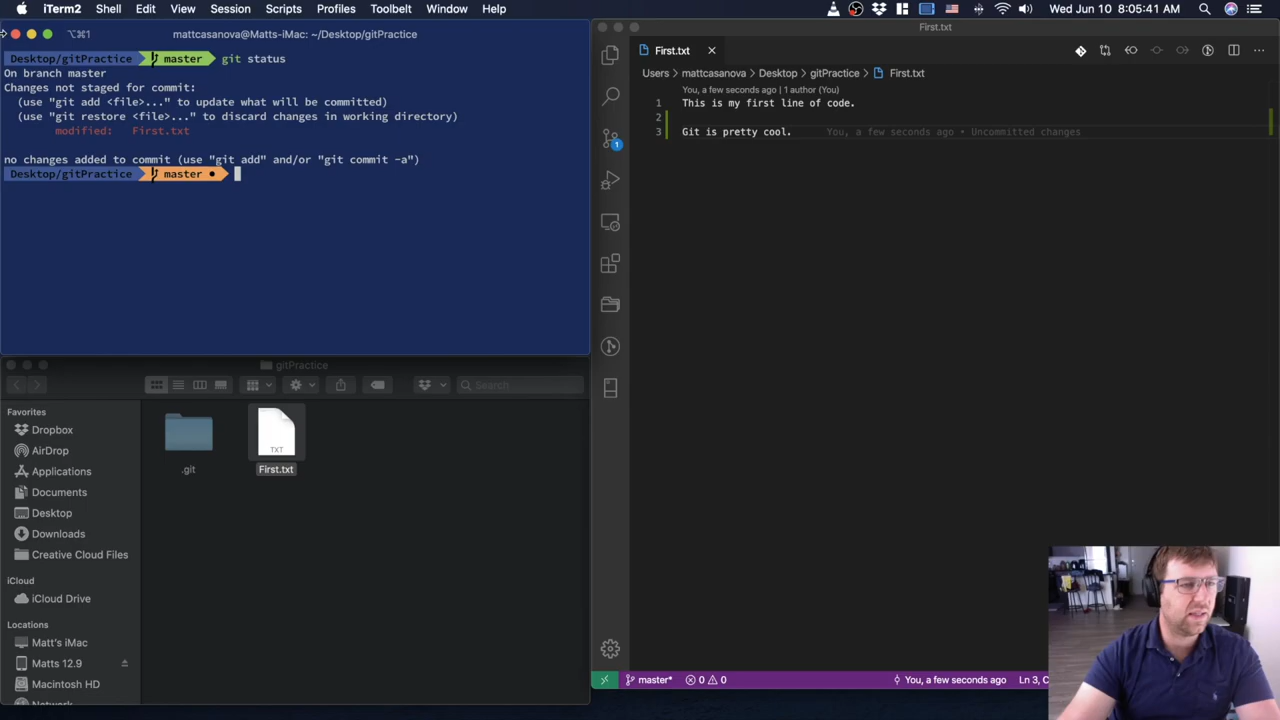 iTerm2 Shell Edit View Session Scripts Profiles Toolbelt Window Help
Wed Jun 10 8:05:41 AM
⌥⌘1 mattcasanova@Matts-iMac: ~/Desktop/gitPractice
Desktop/gitPractice master git status
On branch master
Changes not staged for commit:
(use "git add <file>..." to update what will be committed)
(use "git restore <file>..." to discard changes in working directory)
modified: First.txt
no changes added to commit (use "git add" and/or "git commit -a")
Desktop/gitPractice master ●
gitPractice
Search
Favorites
Dropbox
AirDrop
Applications
Documents
Desktop
Downloads
Creative Cloud Files
iCloud
iCloud Drive
Locations
Matt's iMac
Matts 12.9
Macintosh HD
Network
TXT
.git
First.txt
First.txt
First.txt
Users > mattcasanova > Desktop > gitPractice > First.txt
You, a few seconds ago | 1 author (You)
1 This is my first line of code.
2
3 Git is pretty cool. You, a few seconds ago • Uncommitted changes
1
master* 0 0
You, a few seconds ago Ln 3, C